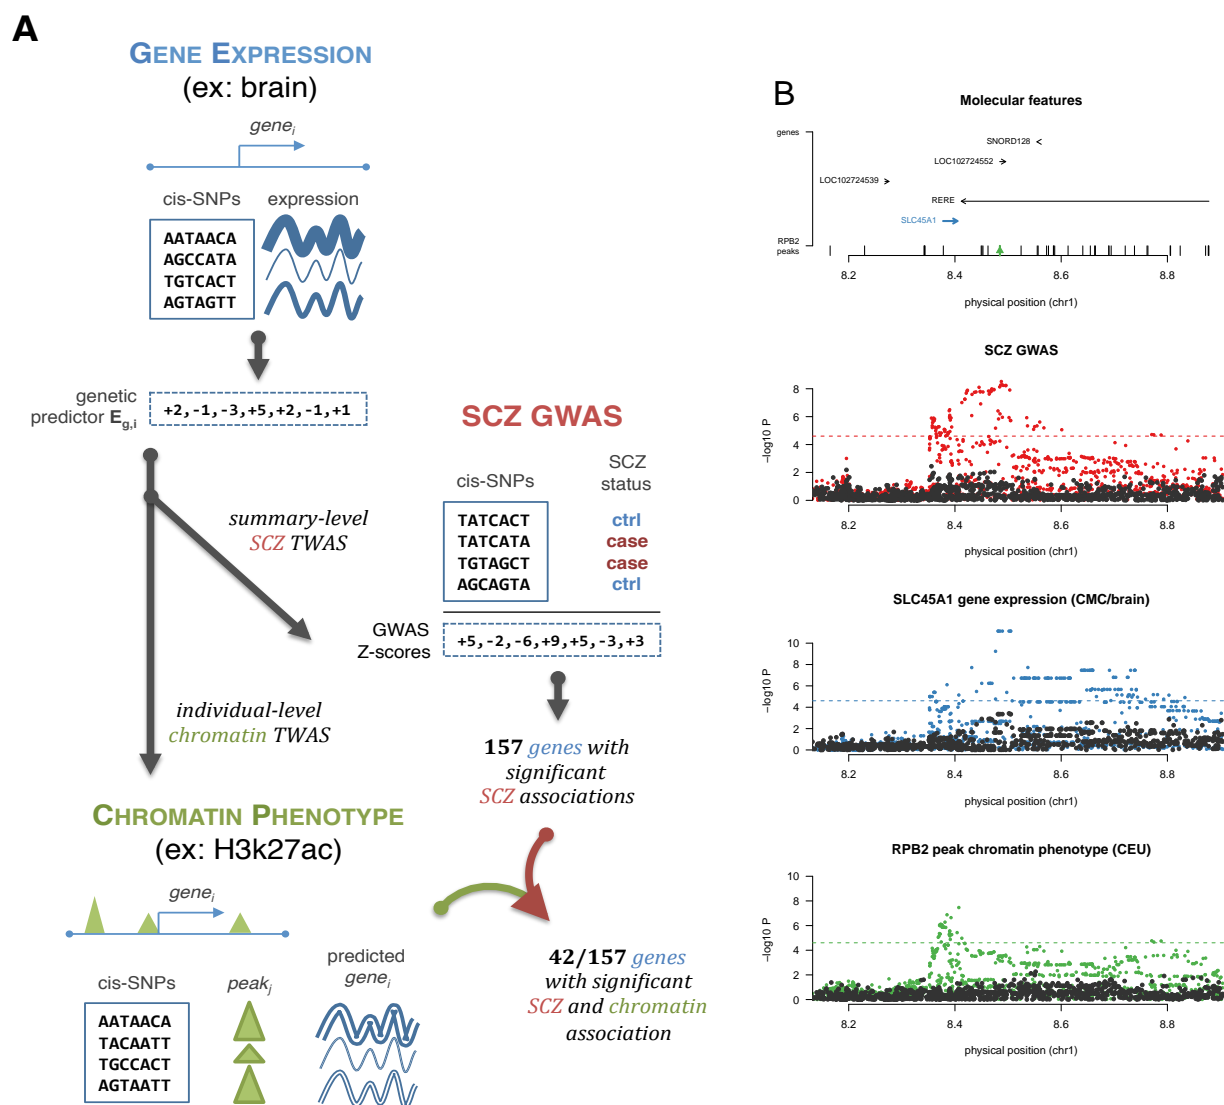 A
GENE EXPRESSION
(ex: brain)
gene_i
cis-SNPs expression
AATAACA
AGCCATA
TGTCACT
AGTAGTT
genetic
predictor E_g,i
+2,-1,-3,+5,+2,-1,+1
summary-level
SCZ TWAS
individual-level
chromatin TWAS
SCZ GWAS
cis-SNPs
SCZ
status
TATCACT ctrl
TATCATA case
TGTAGCT case
AGCAGTA ctrl
GWAS
Z-scores
+5,-2,-6,+9,+5,-3,+3
157 genes with
significant
SCZ associations
CHROMATIN PHENOTYPE
(ex: H3k27ac)
gene_i
cis-SNPs
peak_j
predicted
gene_i
AATAACA
TACAATT
TGCCACT
AGTAATT
42/157 genes
with significant
SCZ and chromatin
association
B
Molecular features
genes
SNORD128
LOC102724552
LOC102724539
RERE
SLC45A1
RPB2
peaks
8.2 8.4 8.6 8.8
physical position (chr1)
SCZ GWAS
−log10 P
8
6
4
2
0
8.2 8.4 8.6 8.8
physical position (chr1)
SLC45A1 gene expression (CMC/brain)
−log10 P
10
8
6
4
2
0
8.2 8.4 8.6 8.8
physical position (chr1)
RPB2 peak chromatin phenotype (CEU)
−log10 P
10
8
6
4
2
0
8.2 8.4 8.6 8.8
physical position (chr1)